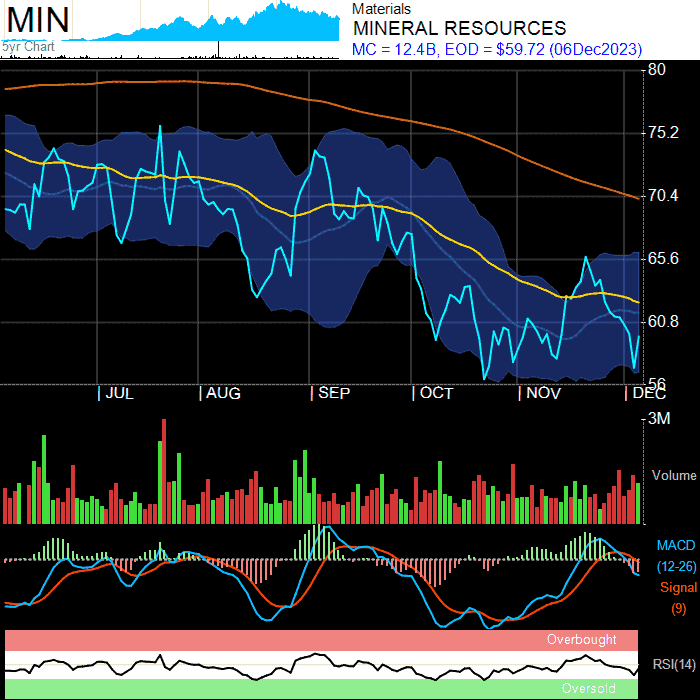 MIN
5yr Chart
Materials
MINERAL RESOURCES
MC = 12.4B, EOD = $59.72 (06Dec2023)
80
75.2
70.4
65.6
60.8
56
JUL AUG SEP OCT NOV DEC
3M
Volume
MACD
(12-26)
Signal
(9)
Overbought
RSI(14)
Oversold